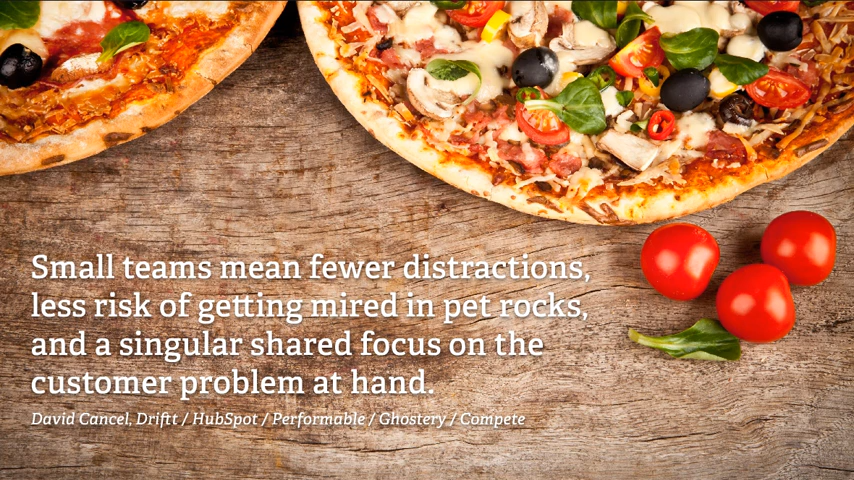 Small teams mean fewer distractions,
less risk of getting mired in pet rocks,
and a singular shared focus on the
customer problem at hand.
David Cancel, Driftt / HubSpot / Performable / Ghostery / Compete